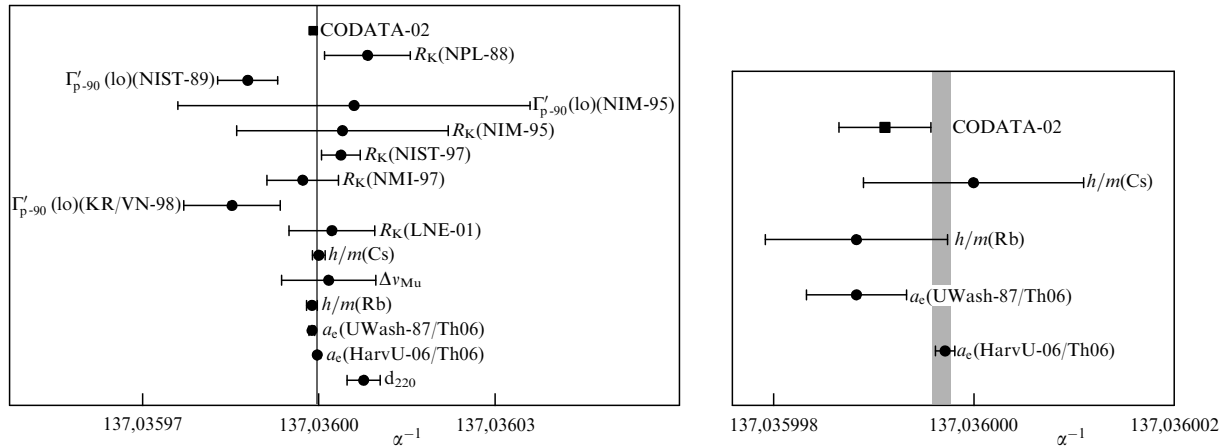 CODATA-02
R_K(NPL-88)
Γ′_p-90 (lo)(NIST-89)
Γ′_p-90 (lo)(NIM-95)
R_K(NIM-95)
R_K(NIST-97)
R_K(NMI-97)
Γ′_p-90 (lo)(KR/VN-98)
R_K(LNE-01)
h/m(Cs)
Δν_Mu
h/m(Rb)
a_e(UWash-87/Th06)
a_e(HarvU-06/Th06)
d_220
137,03597 137,03600 137,03603
α⁻¹
CODATA-02
h/m(Cs)
h/m(Rb)
a_e(UWash-87/Th06)
a_e(HarvU-06/Th06)
137,035998 137,036000 137,036002
α⁻¹